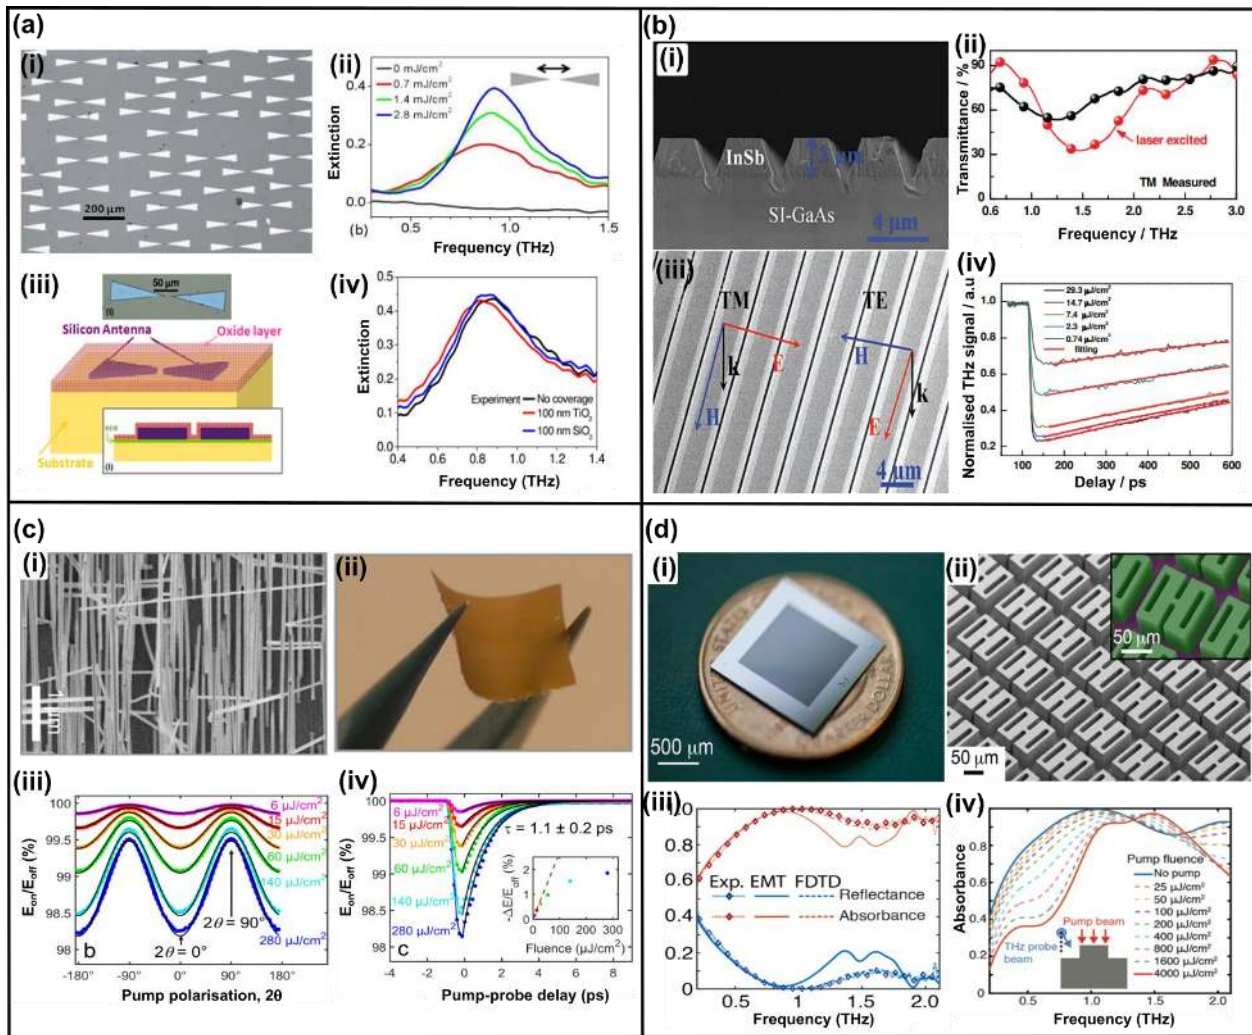 (a)
(i)
200 μm
(ii)
0 mJ/cm²
0.7 mJ/cm²
1.4 mJ/cm²
2.8 mJ/cm²
Extinction
0.4
0.2
0.0
(b)
0.5
1.0
1.5
Frequency (THz)
(iii)
50 μm
(i)
Silicon Antenna
Oxide layer
Substrate
(i)
(iv)
Extinction
0.5
0.4
0.3
0.2
0.1
0.0
Experiment
No coverage
100 nm TiO₂
100 nm SiO₂
0.4
0.6
0.8
1.0
1.2
1.4
Frequency (THz)
(b)
(i)
InSb
3 μm
SI-GaAs
4 μm
(ii)
Transmittance / %
90
60
30
0
laser excited
TM Measured
0.6
1.0
1.5
2.0
2.5
3.0
Frequency / THz
(iii)
TM
TE
E
k
H
H
k
E
4 μm
(iv)
Normalised THz signal / a.u
1.0
0.8
0.6
0.4
0.2
29.3 μJ/cm²
14.7 μJ/cm²
7.4 μJ/cm²
2.3 μJ/cm²
0.74 μJ/cm²
fitting
100
200
300
400
500
600
Delay / ps
(c)
(i)
1 μm
(ii)
(iii)
E_on/E_off (%)
100
99.5
99
98.5
98
6 μJ/cm²
15 μJ/cm²
30 μJ/cm²
60 μJ/cm²
140 μJ/cm²
280 μJ/cm²
2θ = 90°
2θ = 0°
b
-180°
-90°
0°
90°
180°
Pump polarisation, 2θ
(iv)
E_on/E_off (%)
100
99.5
99
98.5
98
6 μJ/cm²
15 μJ/cm²
30 μJ/cm²
60 μJ/cm²
140 μJ/cm²
280 μJ/cm²
τ = 1.1 ± 0.2 ps
-ΔE/E_off (%)
2
1
0
0
100
200
300
Fluence (μJ/cm²)
c
-4
-2
0
2
4
6
8
Pump-probe delay (ps)
(d)
(i)
500 μm
(ii)
50 μm
50 μm
(iii)
1.0
0.8
0.6
0.4
0.2
0
Exp. EMT FDTD
Reflectance
Absorbance
0.5
1.0
1.5
2.0
Frequency (THz)
(iv)
Absorbance
1.0
0.8
0.6
0.4
0.2
0
Pump fluence
No pump
25 μJ/cm²
50 μJ/cm²
100 μJ/cm²
200 μJ/cm²
400 μJ/cm²
800 μJ/cm²
1600 μJ/cm²
4000 μJ/cm²
Pump beam
THz probe
beam
0.5
1.0
1.5
2.0
Frequency (THz)